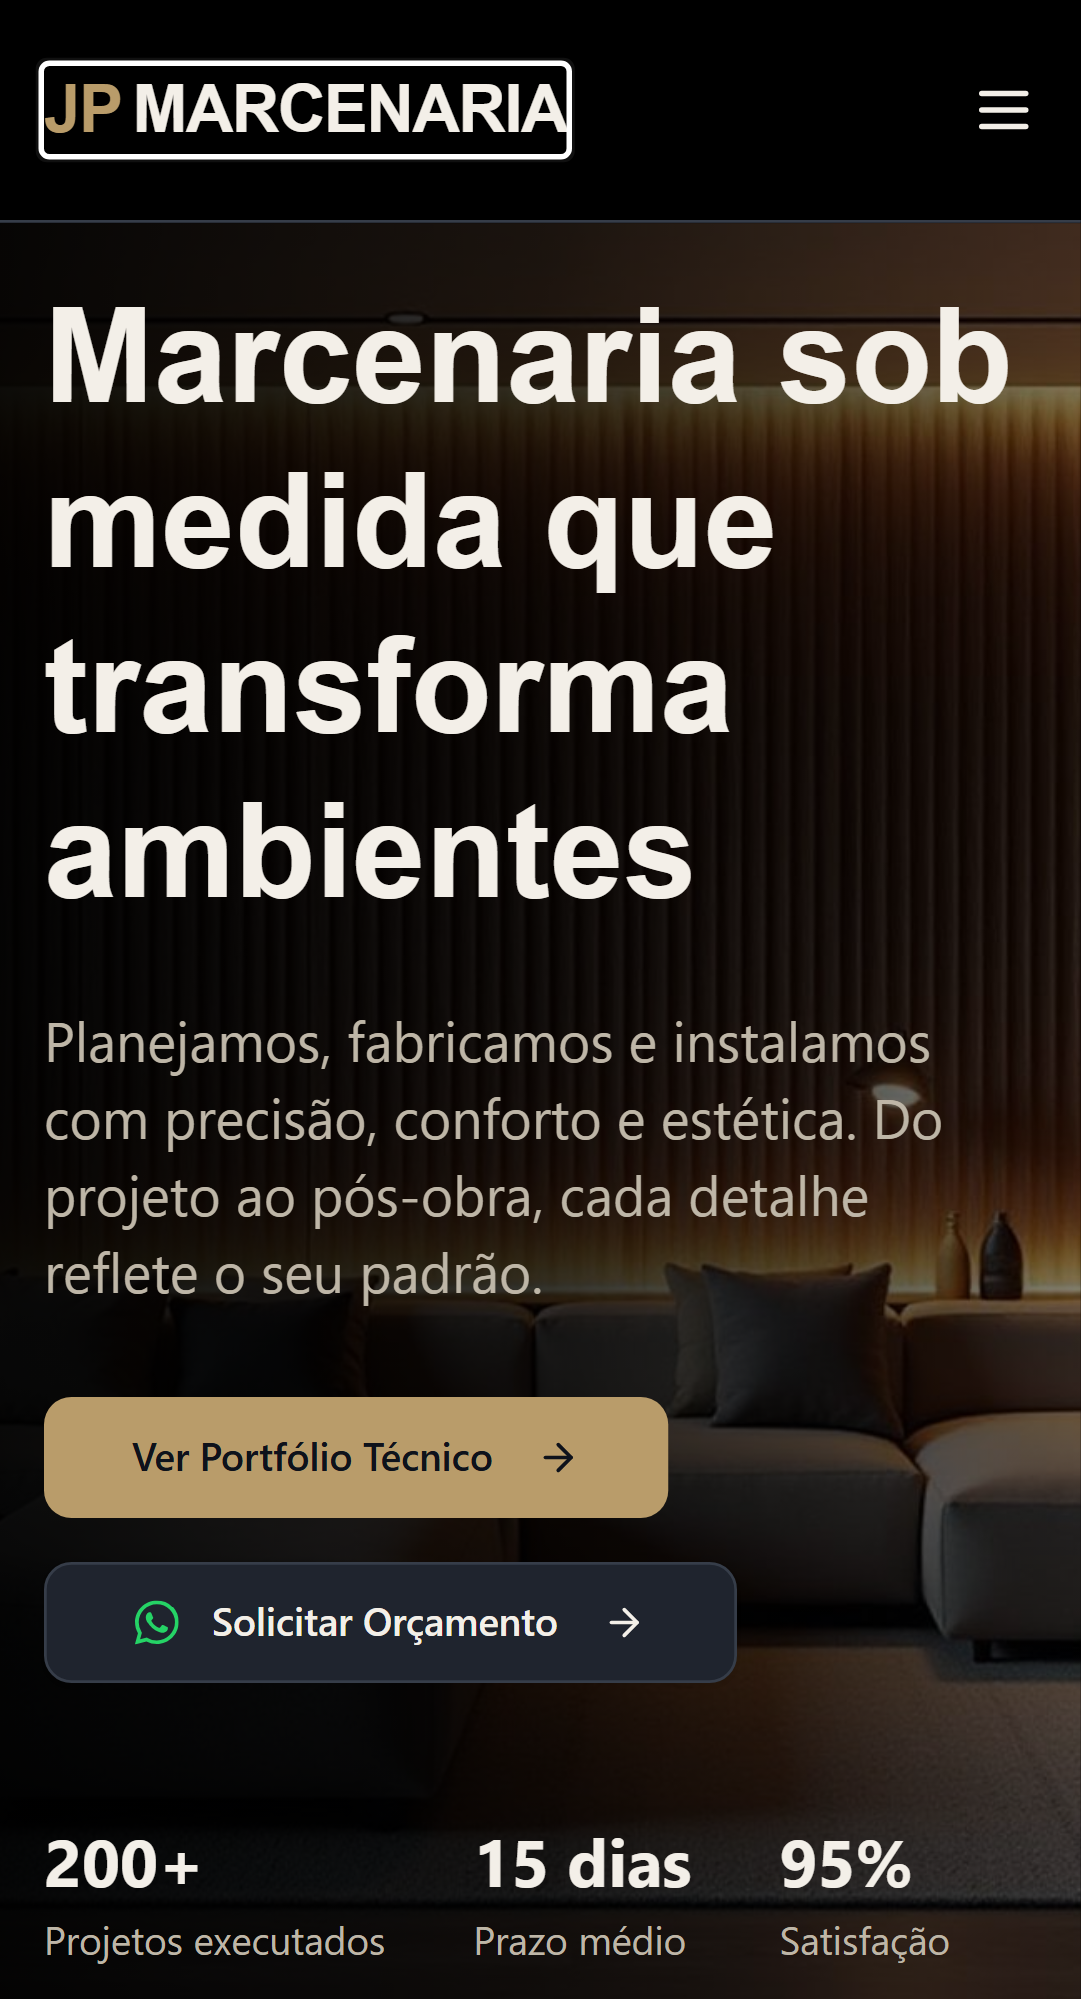 JP MARCENARIA
Marcenaria sob
medida que
transforma
ambientes
Planejamos, fabricamos e instalamos
com precisão, conforto e estética. Do
projeto ao pós-obra, cada detalhe
reflete o seu padrão.
Ver Portfólio Técnico →
Solicitar Orçamento →
200+ 15 dias 95%
Projetos executados Prazo médio Satisfação